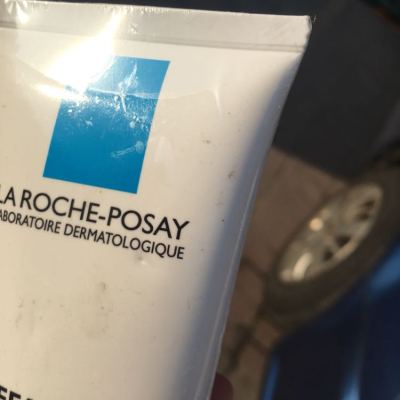 LA ROCHE-POSAY
LABORATOIRE DERMATOLOGIQUE